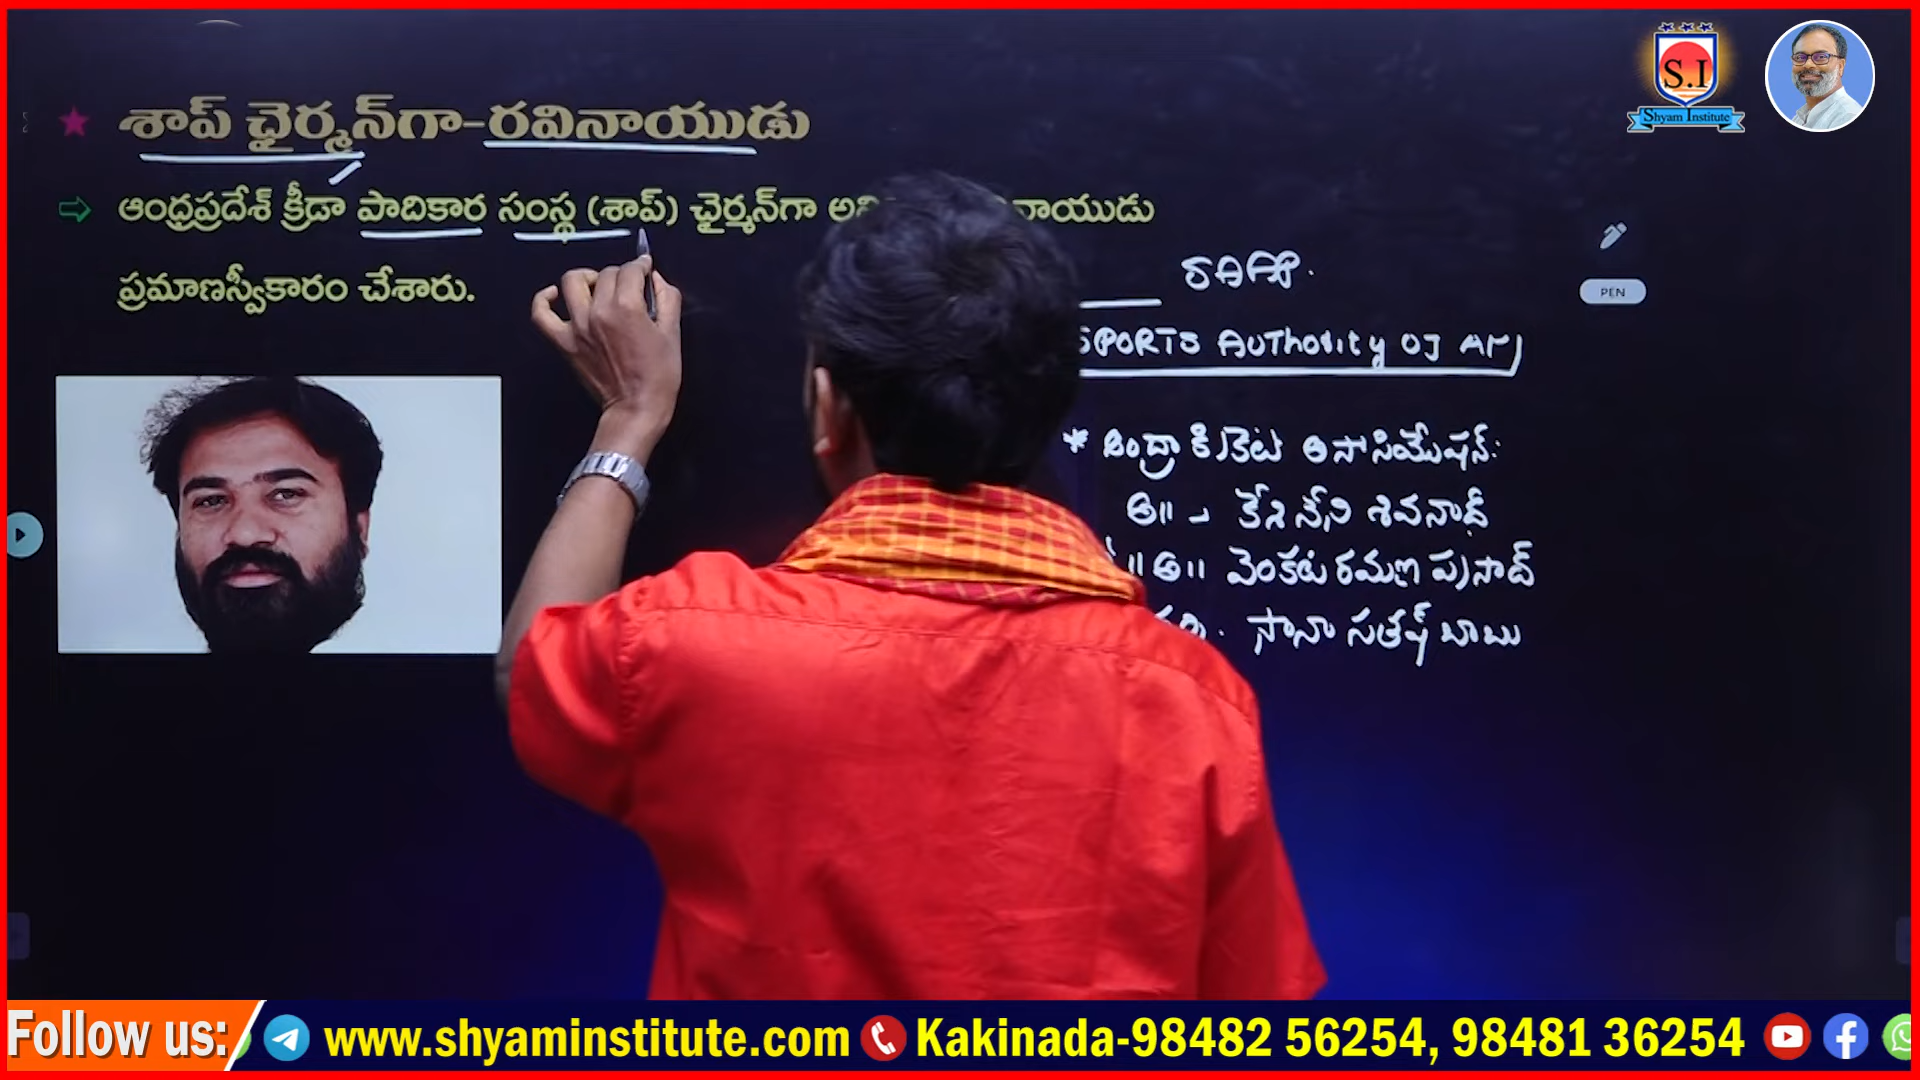 S.I
Shyam Institute
శాప్ ఛైర్మన్‌గా-రవినాయుడు
ఆంధ్రప్రదేశ్ క్రీడా పాదికార సంస్థ (శాప్) ఛైర్మన్‌గా నాయుడు
ప్రమాణస్వీకారం చేశారు.
PEN
SPORTS Authority of AP)
* ఆంధ్రా క్రికెట్ అసోసియేషన్:
అ॥ - కేశినేని శివనాథ్
॥ అ॥ వెంకట రమణ ప్రసాద్
సానా సతీష్ బాబు
Follow us:
www.shyaminstitute.com
Kakinada-98482 56254, 98481 36254